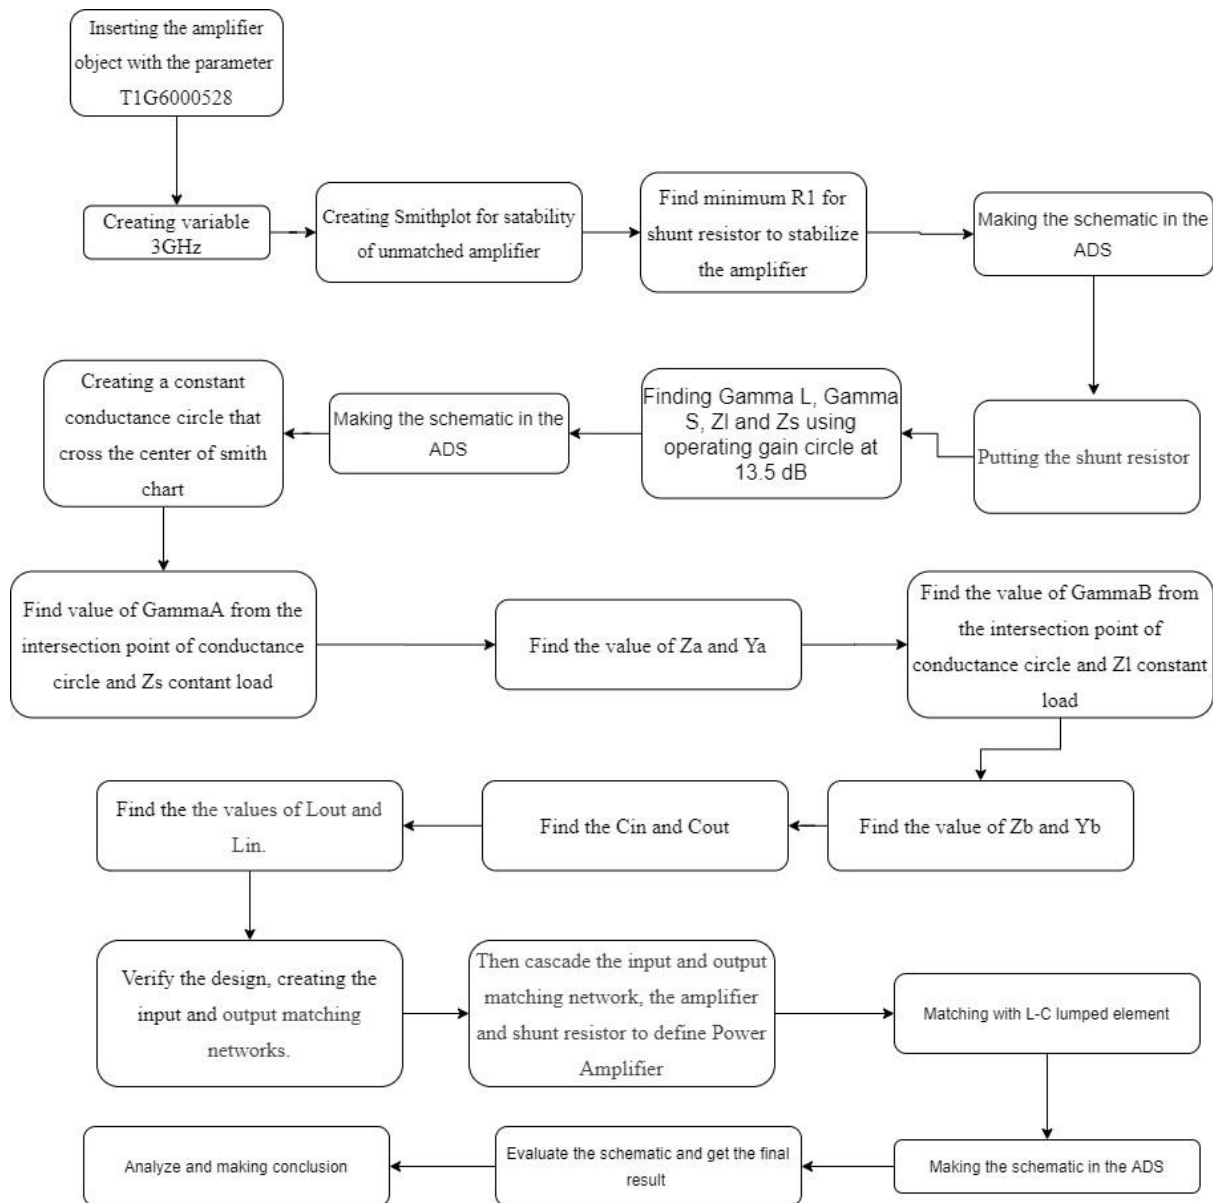 Inserting the amplifier
object with the parameter
T1G6000528
Creating variable
3GHz
Creating Smithplot for satability
of unmatched amplifier
Find minimum R1 for
shunt resistor to stabilize
the amplifier
Making the schematic in the
ADS
Putting the shunt resistor
Finding Gamma L, Gamma
S, Zl and Zs using
operating gain circle at
13.5 dB
Making the schematic in the
ADS
Creating a constant
conductance circle that
cross the center of smith
chart
Find value of GammaA from the
intersection point of conductance
circle and Zs contant load
Find the value of Za and Ya
Find the value of GammaB from
the intersection point of
conductance circle and Zl constant
load
Find the value of Zb and Yb
Find the Cin and Cout
Find the the values of Lout and
Lin.
Verify the design, creating the
input and output matching
networks.
Then cascade the input and output
matching network, the amplifier
and shunt resistor to define Power
Amplifier
Matching with L-C lumped element
Making the schematic in the ADS
Evaluate the schematic and get the final
result
Analyze and making conclusion